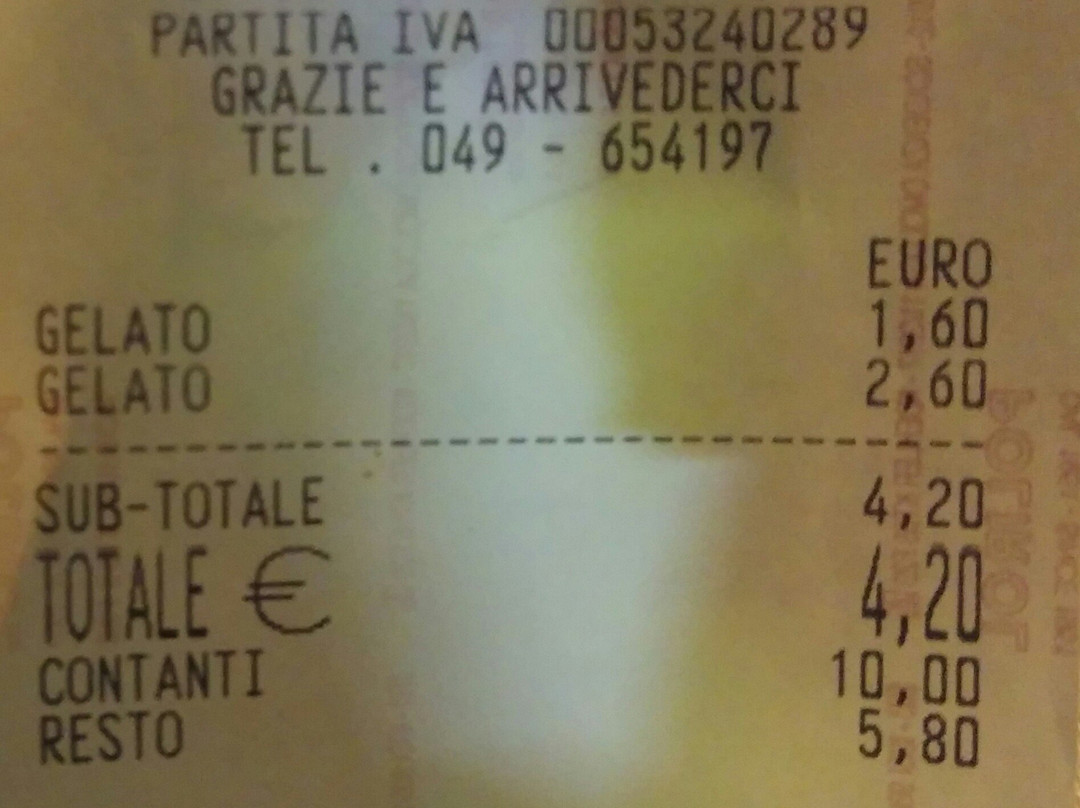 PARTITA IVA 00053240289
GRAZIE E ARRIVEDERCI
TEL . 049 - 654197
EURO
GELATO 1,60
GELATO 2,60
SUB-TOTALE 4,20
TOTALE € 4,20
CONTANTI 10,00
RESTO 5,80